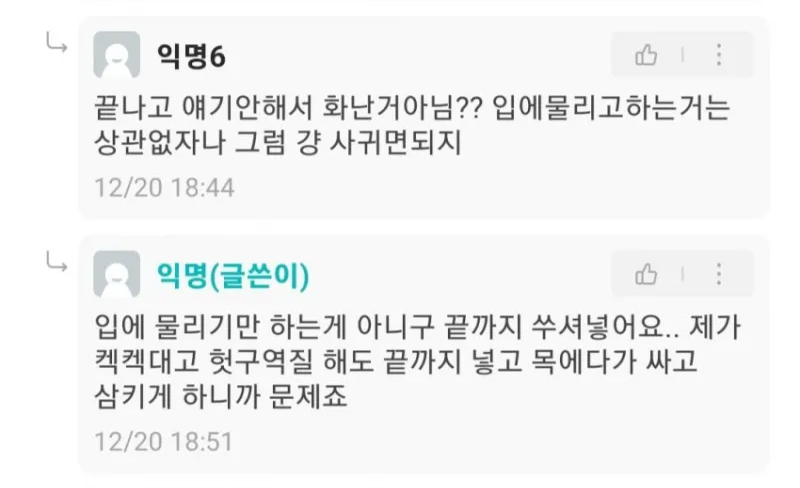 익명6
끝나고 얘기안해서 화난거아님?? 입에물리고하는거는
상관없자나 그럼 걍 사귀면되지
12/20 18:44
익명(글쓴이)
입에 물리기만 하는게 아니구 끝까지 쑤셔넣어요.. 제가
켁켁대고 헛구역질 해도 끝까지 넣고 목에다가 싸고
삼키게 하니까 문제죠
12/20 18:51